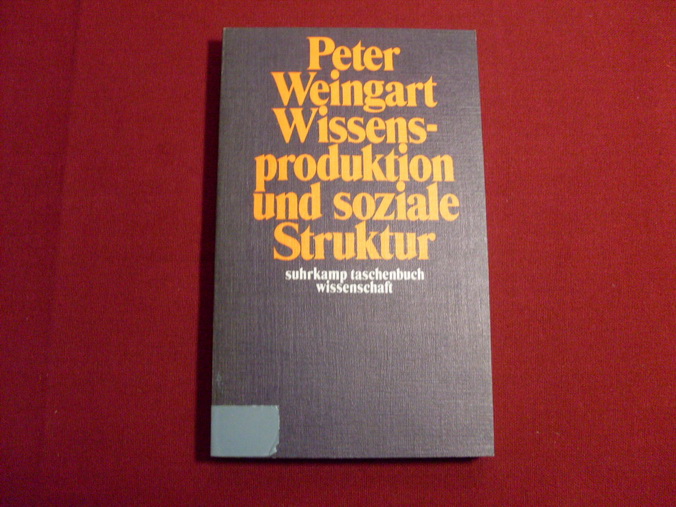 Peter
Weingart
Wissens-
produktion
und soziale
Struktur
suhrkamp taschenbuch
wissenschaft